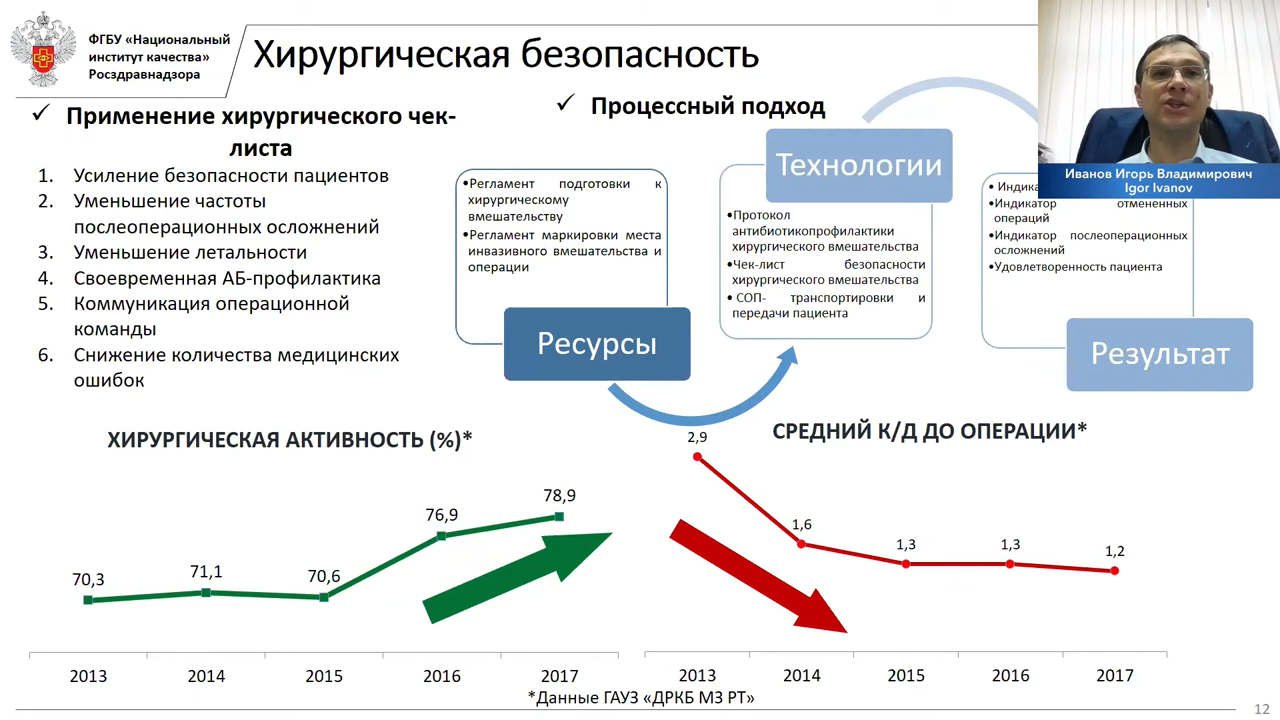 ФГБУ «Национальный
институт качества»
Росздравнадзора
Хирургическая безопасность
Иванов Игорь Владимирович
Igor Ivanov
✓ Применение хирургического чек-
листа
1. Усиление безопасности пациентов
2. Уменьшение частоты
послеоперационных осложнений
3. Уменьшение летальности
4. Своевременная АБ-профилактика
5. Коммуникация операционной
команды
6. Снижение количества медицинских
ошибок
✓ Процессный подход
•Регламент подготовки к
хирургическому
вмешательству
•Регламент маркировки места
инвазивного вмешательства и
операции
Ресурсы
Технологии
•Протокол
антибиотикопрофилактики
хирургического вмешательства
•Чек-лист безопасности
хирургического вмешательства
• СОП- транспортировки и
передачи пациента
•Индикатор отмененных
операций
•Индикатор послеоперационных
осложнений
•Удовлетворенность пациента
Результат
ХИРУРГИЧЕСКАЯ АКТИВНОСТЬ (%)*
70,3
71,1
70,6
76,9
78,9
2013
2014
2015
2016
2017
СРЕДНИЙ К/Д ДО ОПЕРАЦИИ*
2,9
1,6
1,3
1,3
1,2
2013
2014
2015
2016
2017
*Данные ГАУЗ «ДРКБ МЗ РТ»
12